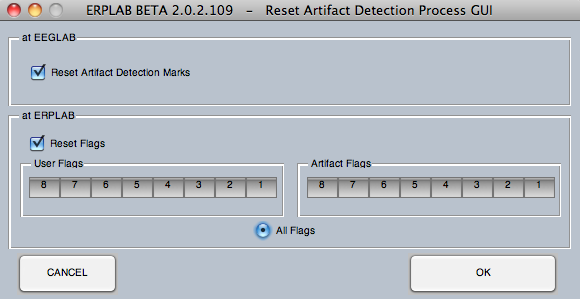 ERPLAB BETA 2.0.2.109 - Reset Artifact Detection Process GUI
at EEGLAB
Reset Artifact Detection Marks
at ERPLAB
Reset Flags
User Flags
8 7 6 5 4 3 2 1
Artifact Flags
8 7 6 5 4 3 2 1
All Flags
CANCEL
OK